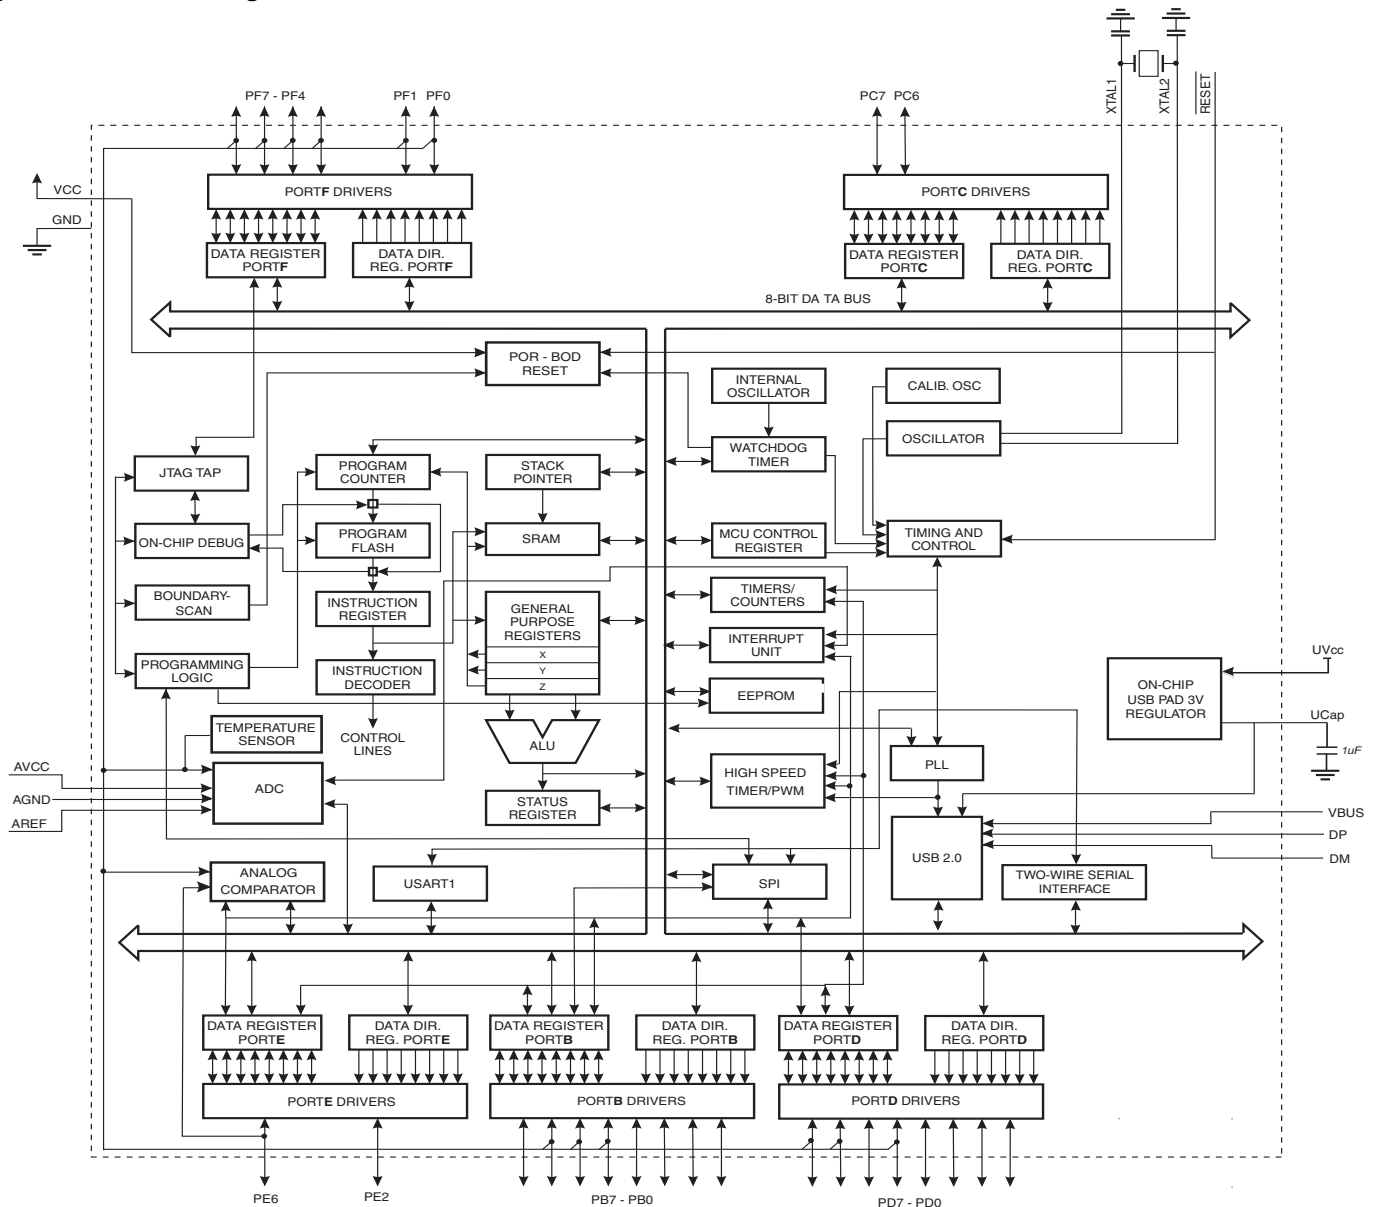 XTAL1
XTAL2
RESET
PF7 - PF4
PF1
PF0
PC7
PC6
VCC
GND
PORTF DRIVERS
PORTC DRIVERS
DATA REGISTER
PORTF
DATA DIR.
REG. PORTF
DATA REGISTER
PORTC
DATA DIR.
REG. PORTC
8-BIT DA TA BUS
POR - BOD
RESET
INTERNAL
OSCILLATOR
CALIB. OSC
OSCILLATOR
WATCHDOG
TIMER
JTAG TAP
PROGRAM
COUNTER
STACK
POINTER
ON-CHIP DEBUG
PROGRAM
FLASH
SRAM
MCU CONTROL
REGISTER
TIMING AND
CONTROL
BOUNDARY-
SCAN
INSTRUCTION
REGISTER
GENERAL
PURPOSE
REGISTERS
X
Y
Z
TIMERS/
COUNTERS
INTERRUPT
UNIT
PROGRAMMING
LOGIC
INSTRUCTION
DECODER
EEPROM
ON-CHIP
USB PAD 3V
REGULATOR
UVcc
UCap
1uF
TEMPERATURE
SENSOR
CONTROL
LINES
ALU
PLL
AVCC
AGND
AREF
ADC
STATUS
REGISTER
HIGH SPEED
TIMER/PWM
VBUS
DP
DM
USB 2.0
ANALOG
COMPARATOR
USART1
SPI
TWO-WIRE SERIAL
INTERFACE
DATA REGISTER
PORTE
DATA DIR.
REG. PORTE
DATA REGISTER
PORTB
DATA DIR.
REG. PORTB
DATA REGISTER
PORTD
DATA DIR.
REG. PORTD
PORTE DRIVERS
PORTB DRIVERS
PORTD DRIVERS
PE6
PE2
PB7 - PB0
PD7 - PD0